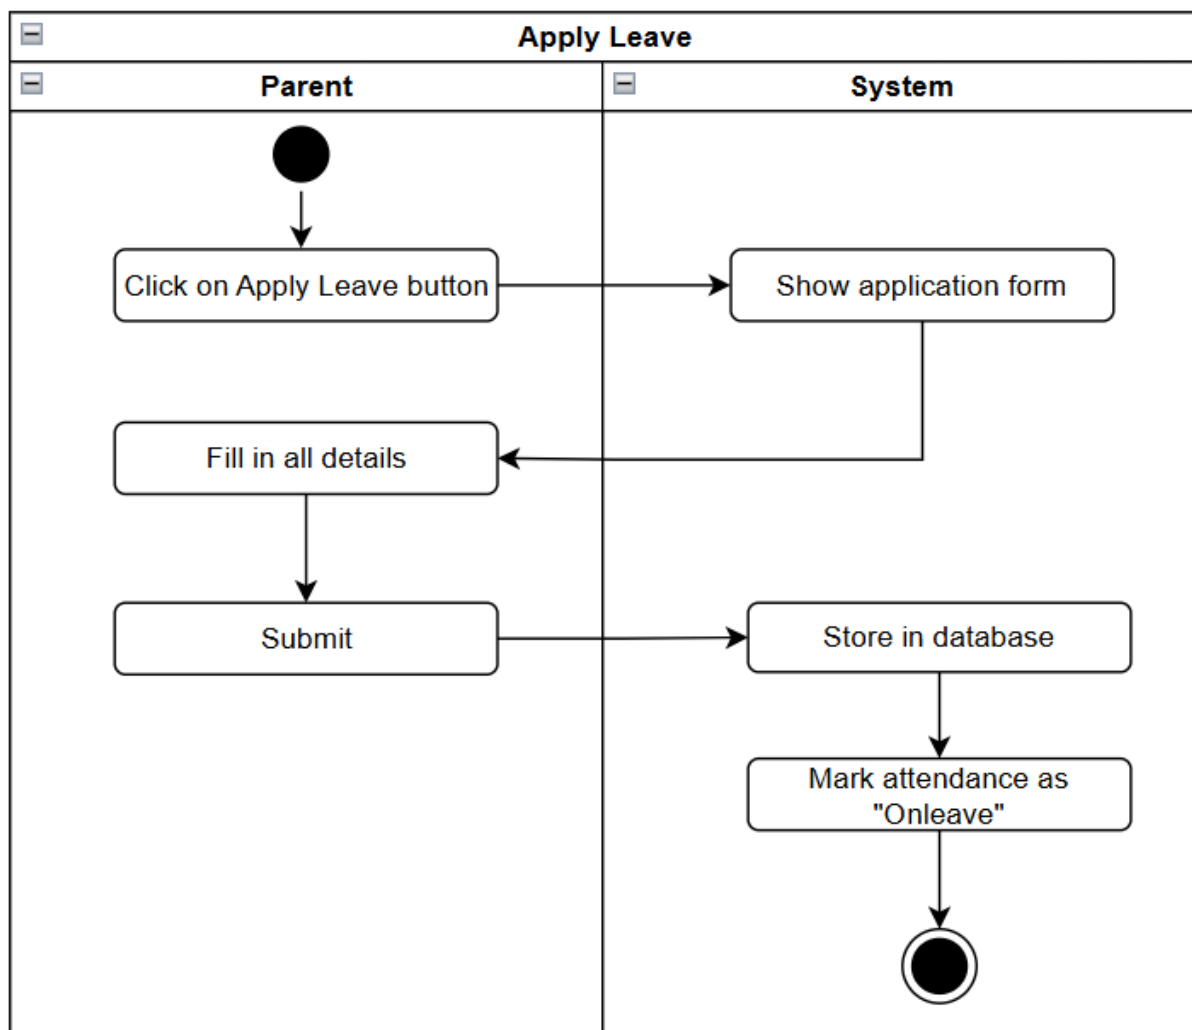 Apply Leave
Parent
System
Click on Apply Leave button
Show application form
Fill in all details
Submit
Store in database
Mark attendance as
"Onleave"